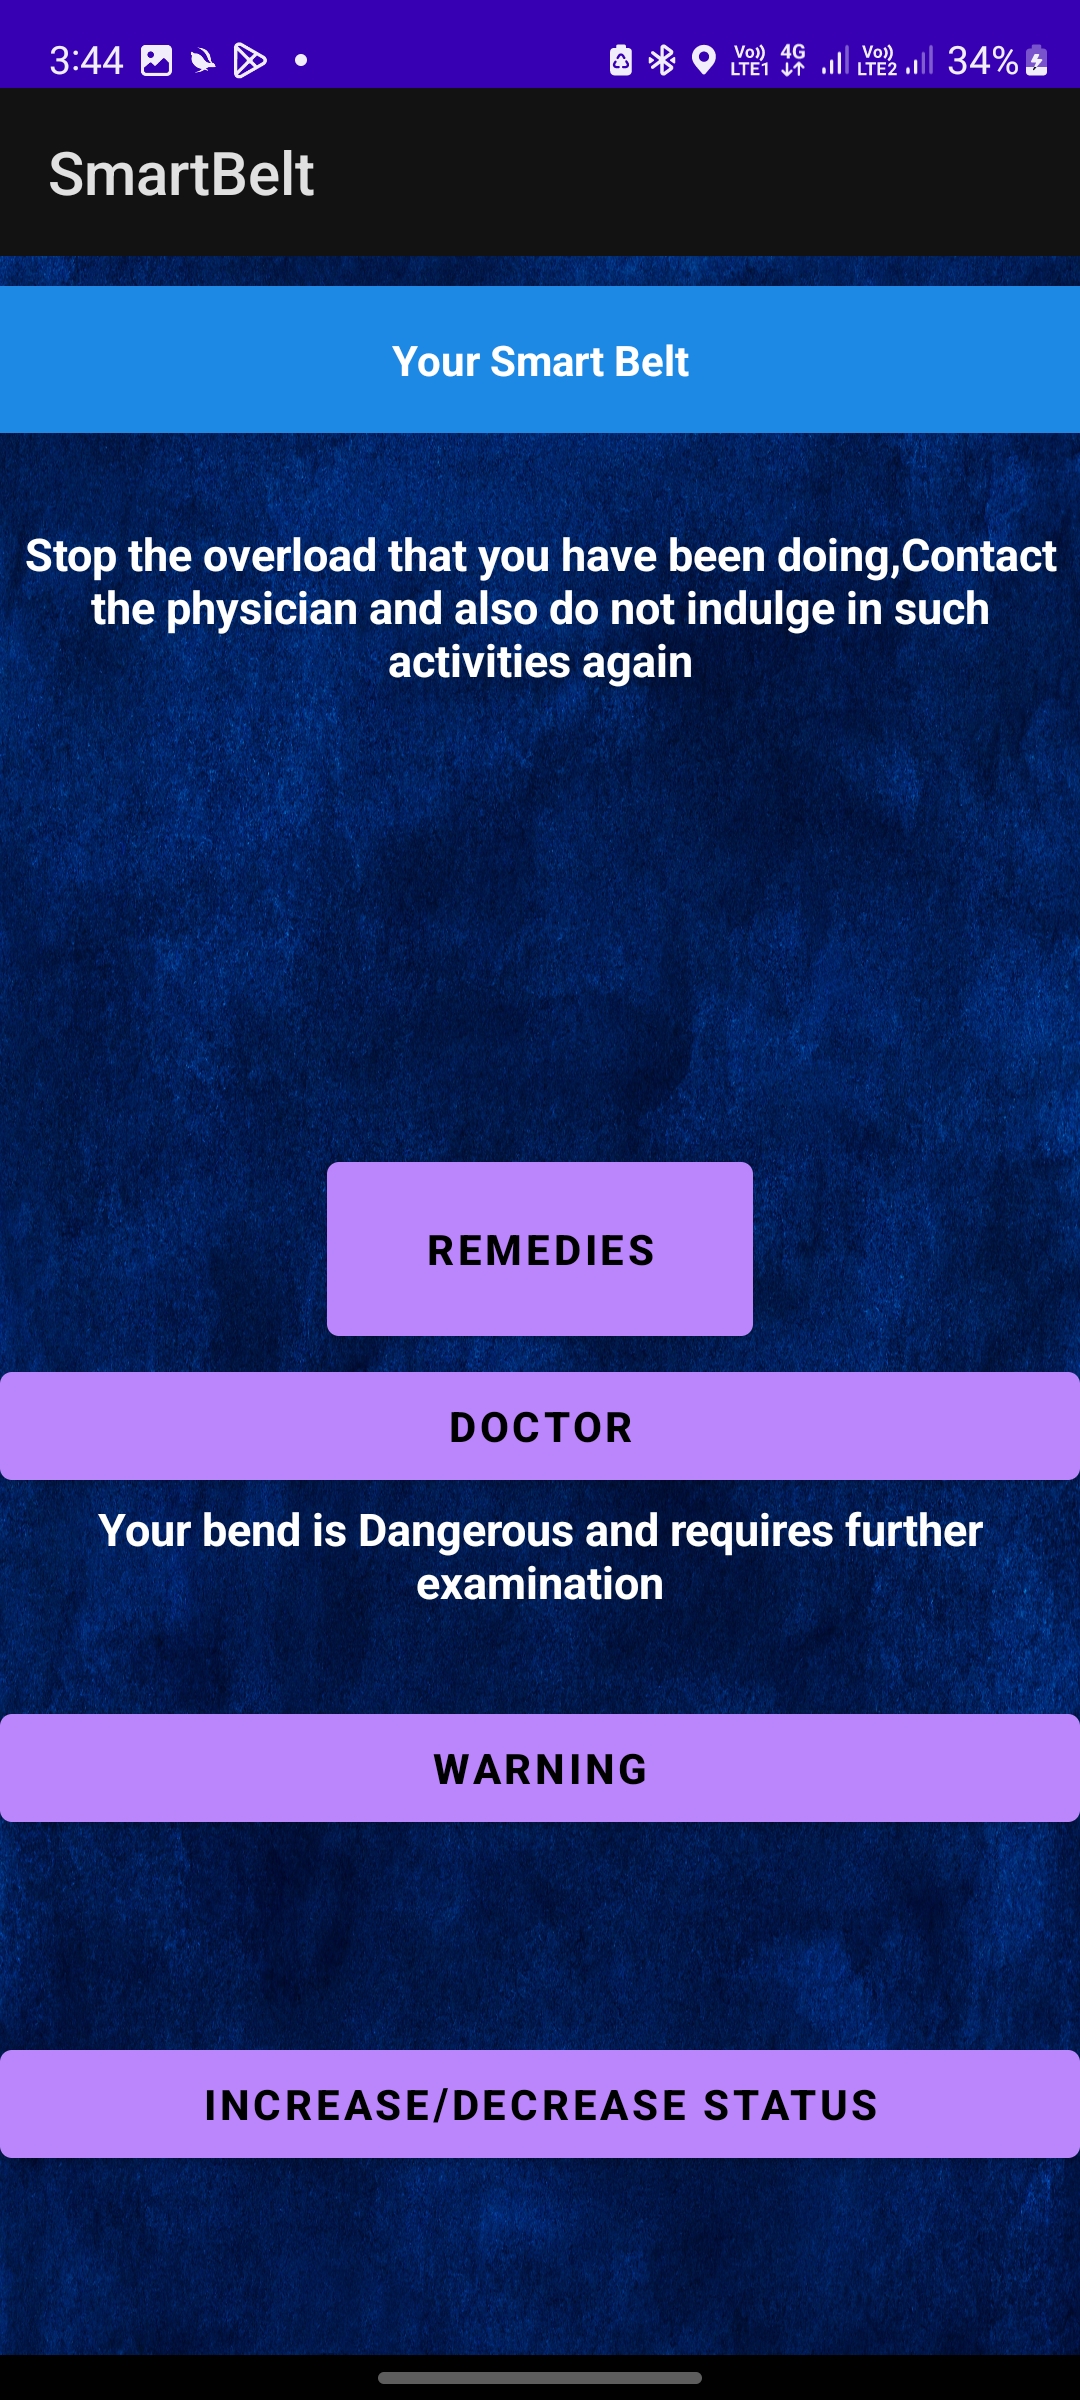 3:44
Vo)) LTE1 4G Vo)) LTE2 34%
SmartBelt
Your Smart Belt
Stop the overload that you have been doing,Contact
the physician and also do not indulge in such
activities again
REMEDIES
DOCTOR
Your bend is Dangerous and requires further
examination
WARNING
INCREASE/DECREASE STATUS